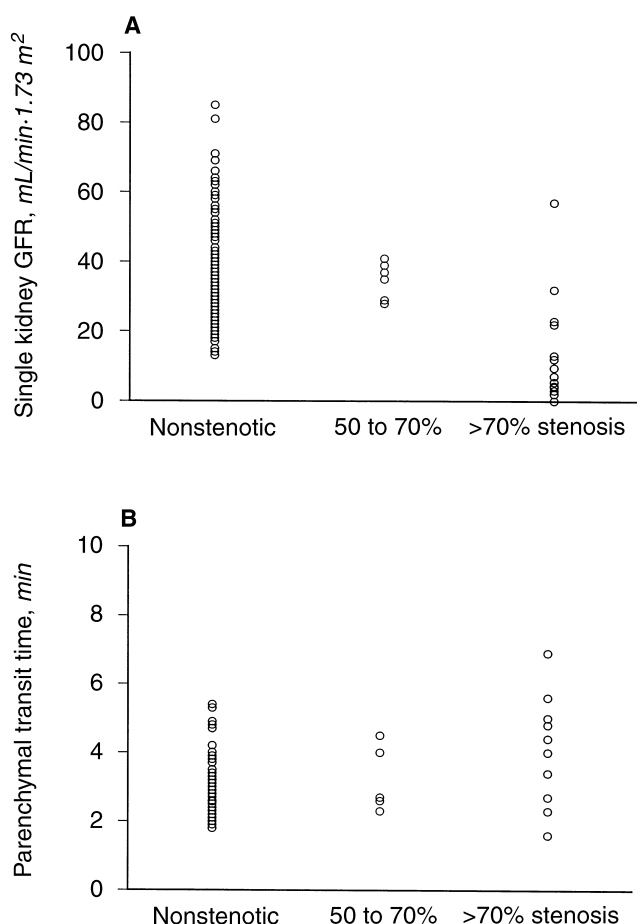 A
Single kidney GFR, mL/min·1.73 m²
100
80
60
40
20
0
Nonstenotic 50 to 70% >70% stenosis
B
Parenchymal transit time, min
10
8
6
4
2
0
Nonstenotic 50 to 70% >70% stenosis